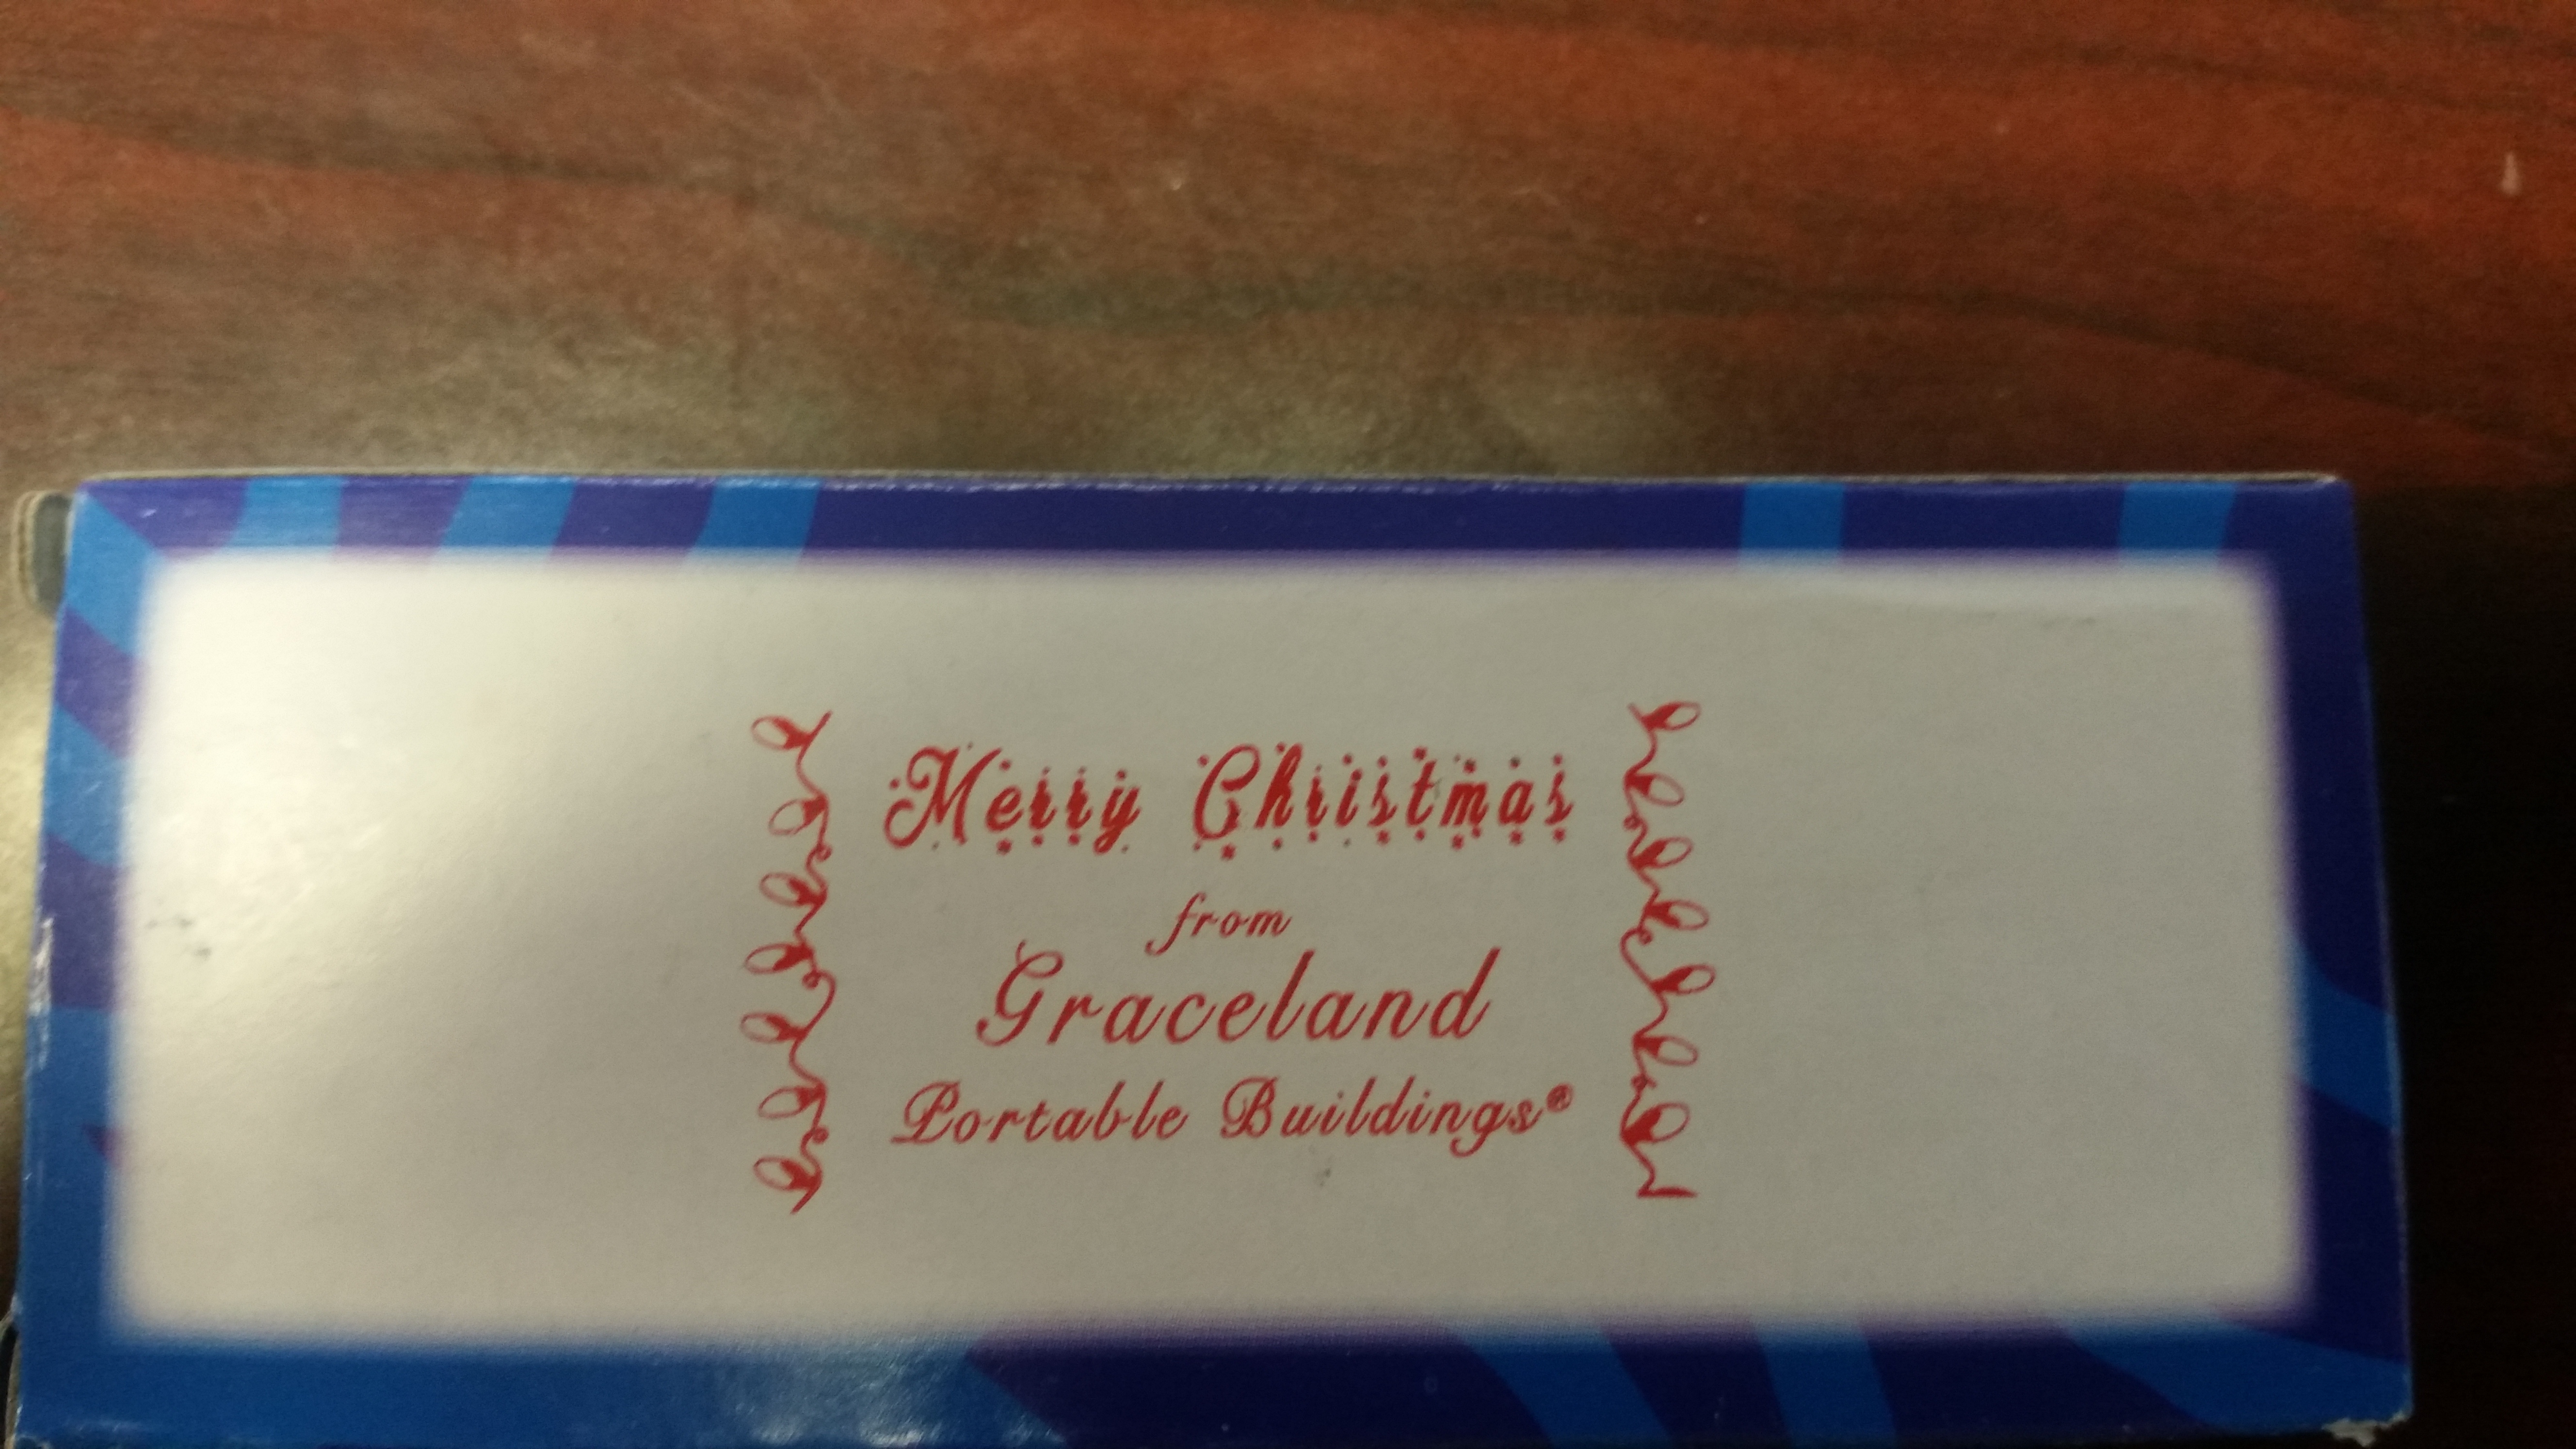 Merry Christmas
from
Graceland
Portable Buildings®